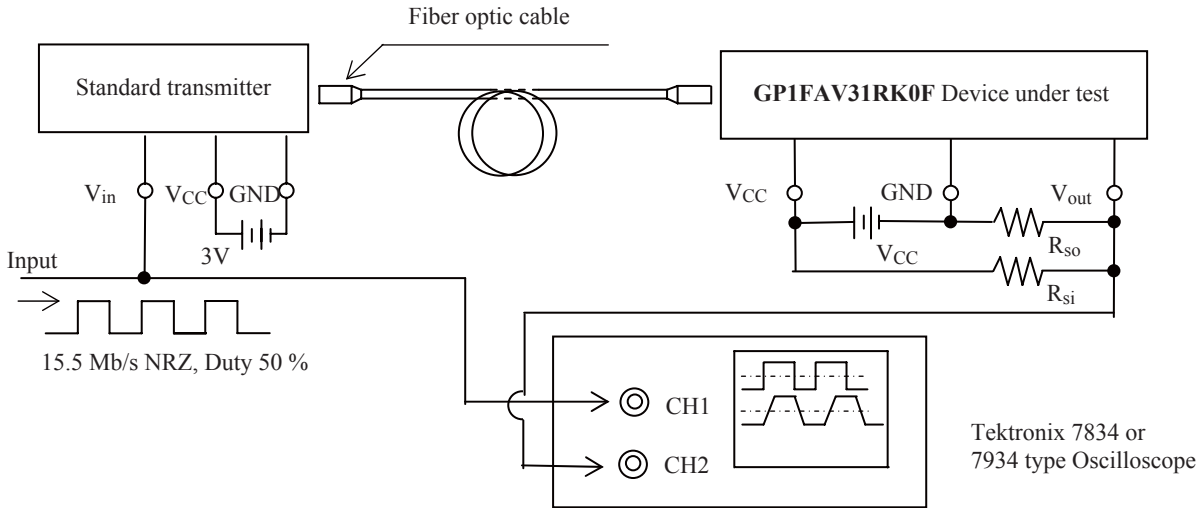 Fiber optic cable
Standard transmitter
GP1FAV31RK0F Device under test
Vin
VCC
GND
3V
VCC
GND
Vout
VCC
Rso
Rsi
Input
15.5 Mb/s NRZ, Duty 50 %
CH1
CH2
Tektronix 7834 or
7934 type Oscilloscope